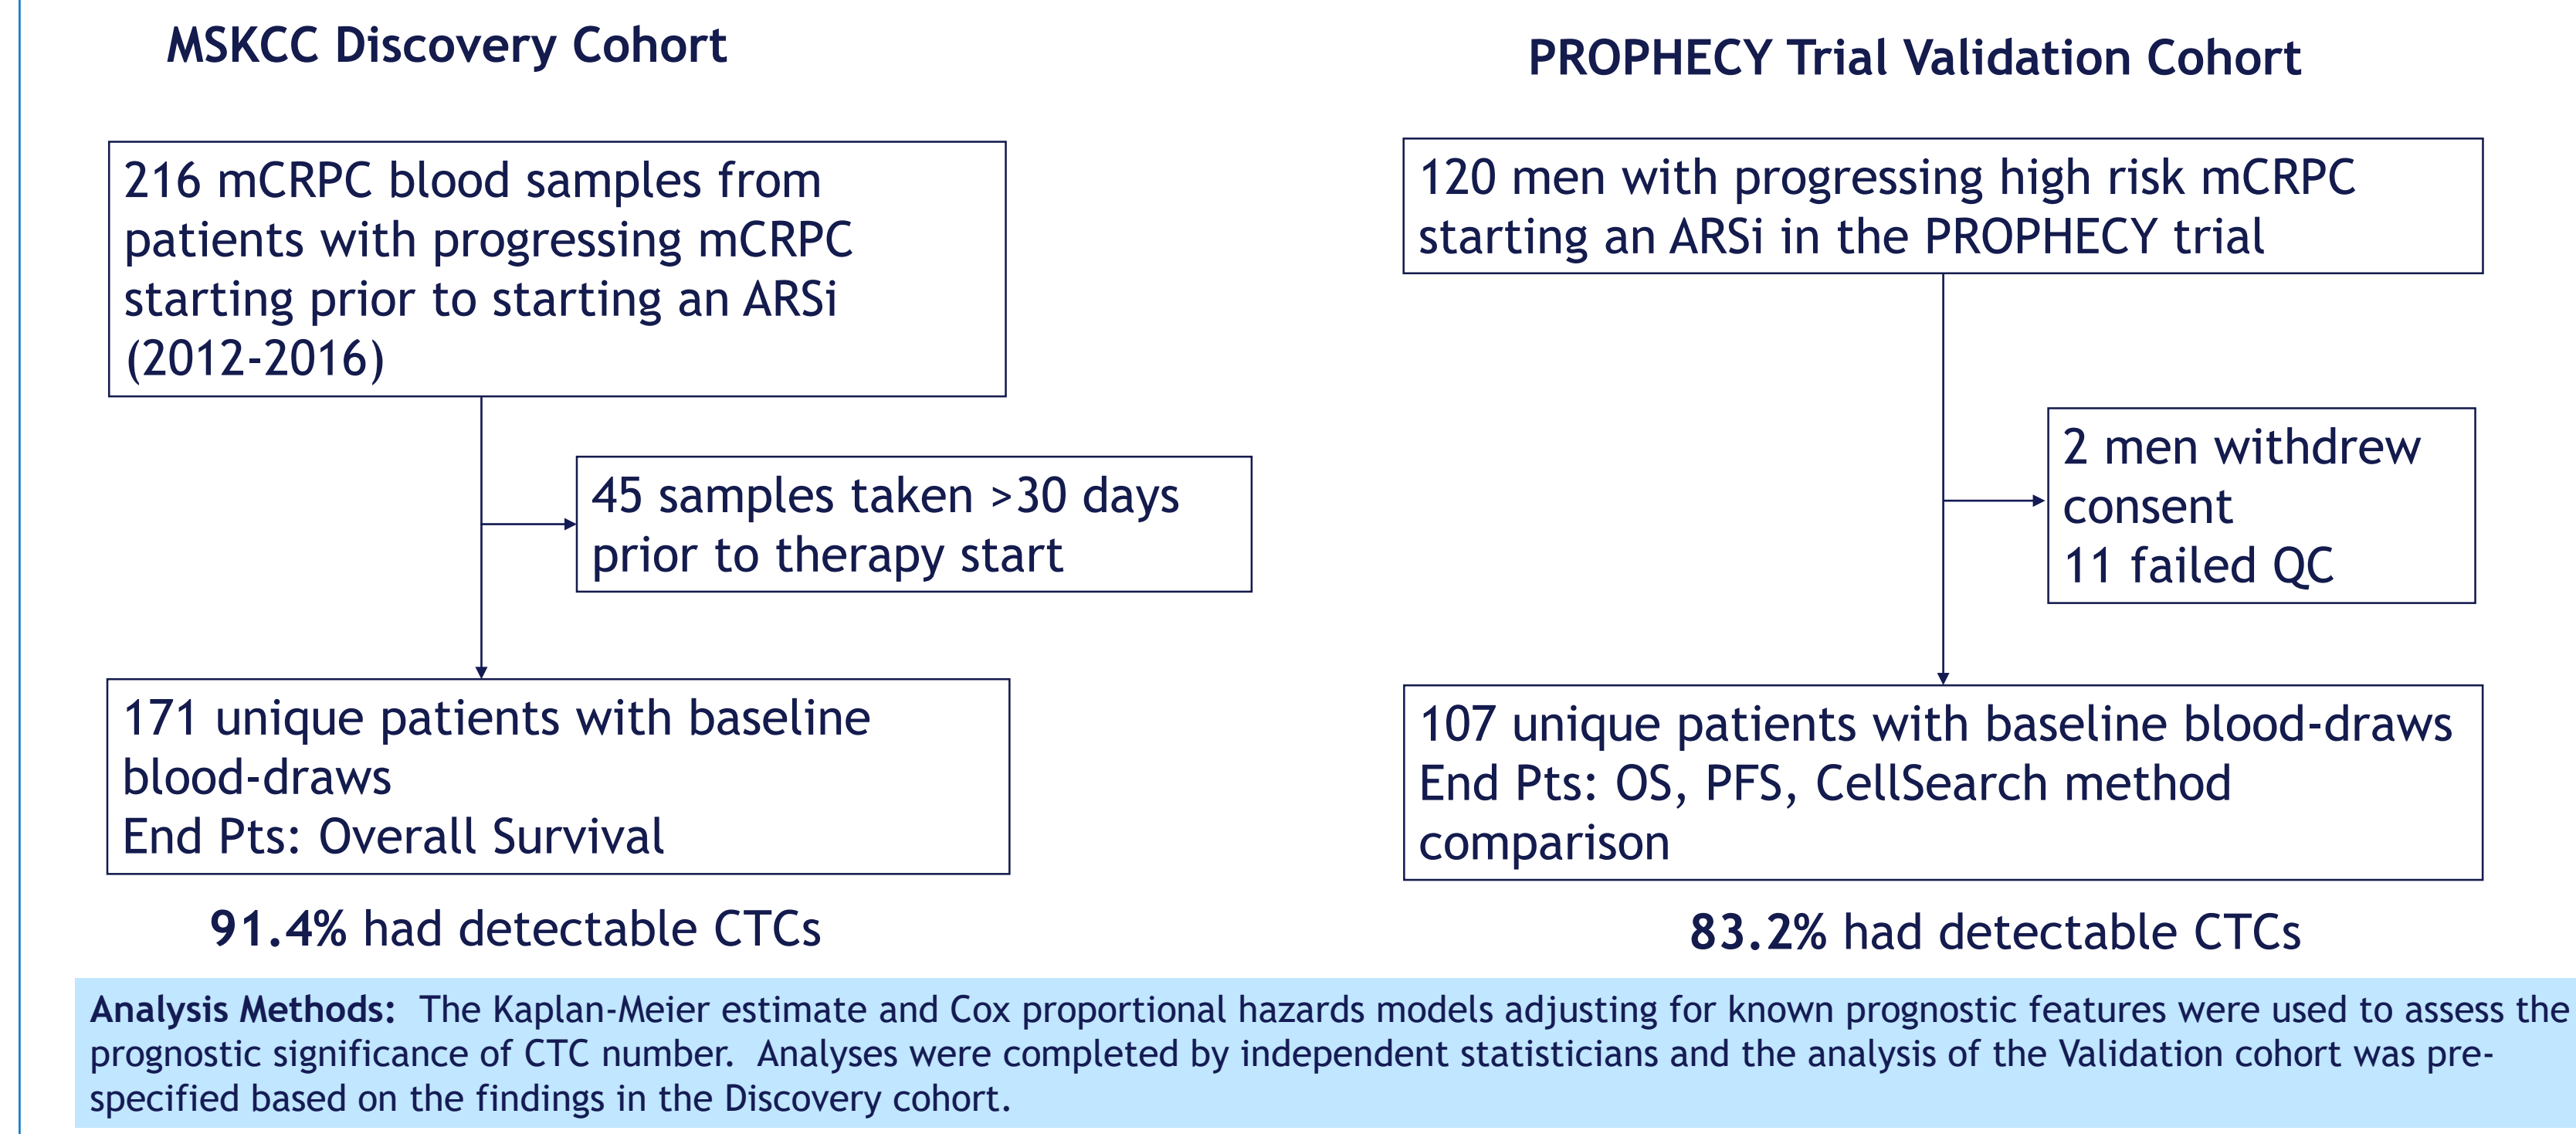 MSKCC Discovery Cohort
216 mCRPC blood samples from
patients with progressing mCRPC
starting prior to starting an ARSi
(2012-2016)
45 samples taken >30 days
prior to therapy start
171 unique patients with baseline
blood-draws
End Pts: Overall Survival
91.4% had detectable CTCs
PROPHECY Trial Validation Cohort
120 men with progressing high risk mCRPC
starting an ARSi in the PROPHECY trial
2 men withdrew
consent
11 failed QC
107 unique patients with baseline blood-draws
End Pts: OS, PFS, CellSearch method
comparison
83.2% had detectable CTCs
Analysis Methods: The Kaplan-Meier estimate and Cox proportional hazards models adjusting for known prognostic features were used to assess the
prognostic significance of CTC number. Analyses were completed by independent statisticians and the analysis of the Validation cohort was pre-
specified based on the findings in the Discovery cohort.